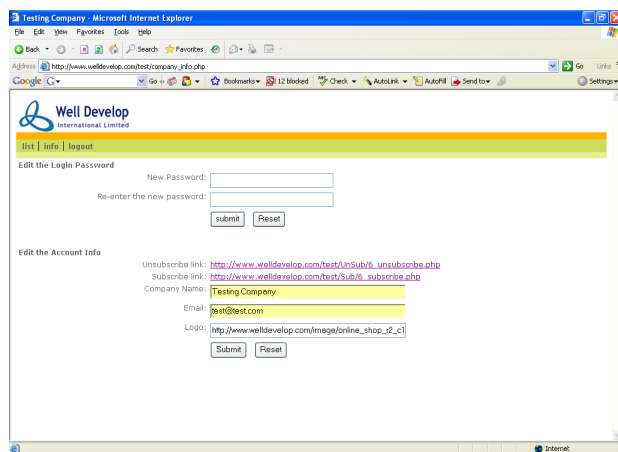 Testing Company - Microsoft Internet Explorer
File Edit View Favorites Tools Help
Back Search Favorites
Address http://www.welldevelop.com/test/company_info.php Go Links
Google G Go Bookmarks 12 blocked Check AutoLink AutoFill Send to Settings
Well Develop
International Limited
list | info | logout
Edit the Login Password
New Password:
Re-enter the new password:
submit Reset
Edit the Account Info
Unsubscribe link: http://www.welldevelop.com/test/UnSub/6_unsubscribe.php
Subscribe link: http://www.welldevelop.com/test/Sub/6_subscribe.php
Company Name: Testing Company
Email: test@test.com
Logo: http://www.welldevelop.com/image/online_shop_r2_c1
Submit Reset
Internet